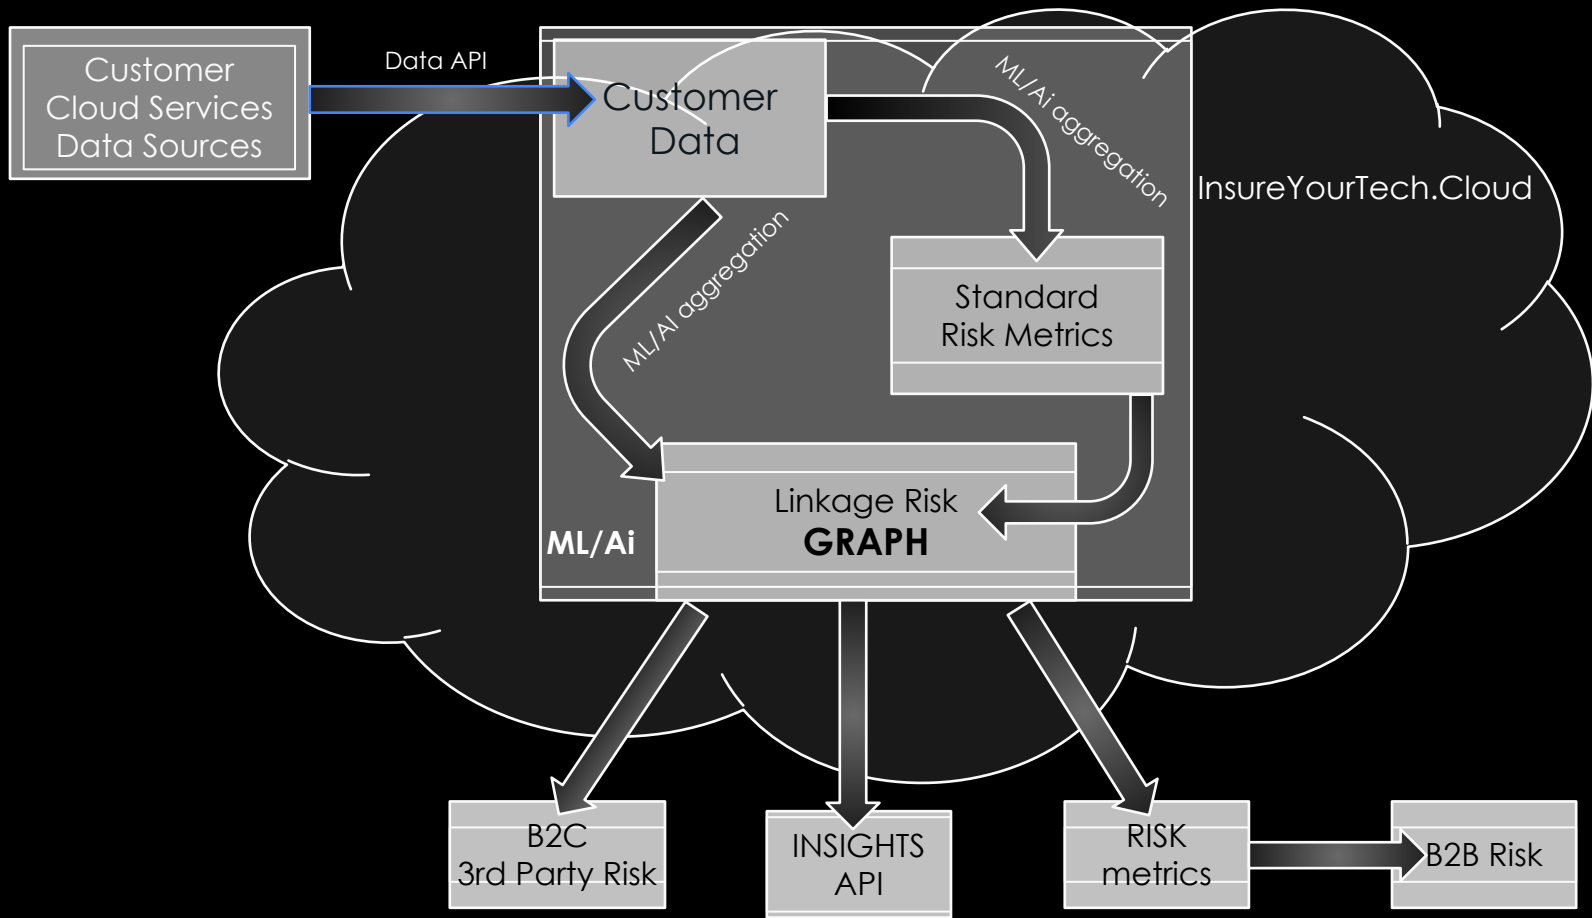 Customer
Cloud Services
Data Sources
Data API
Customer
Data
ML/Ai aggregation
InsureYourTech.Cloud
ML/AI aggregation
Standard
Risk Metrics
Linkage Risk
GRAPH
ML/Ai
B2C
3rd Party Risk
INSIGHTS
API
RISK
metrics
B2B Risk